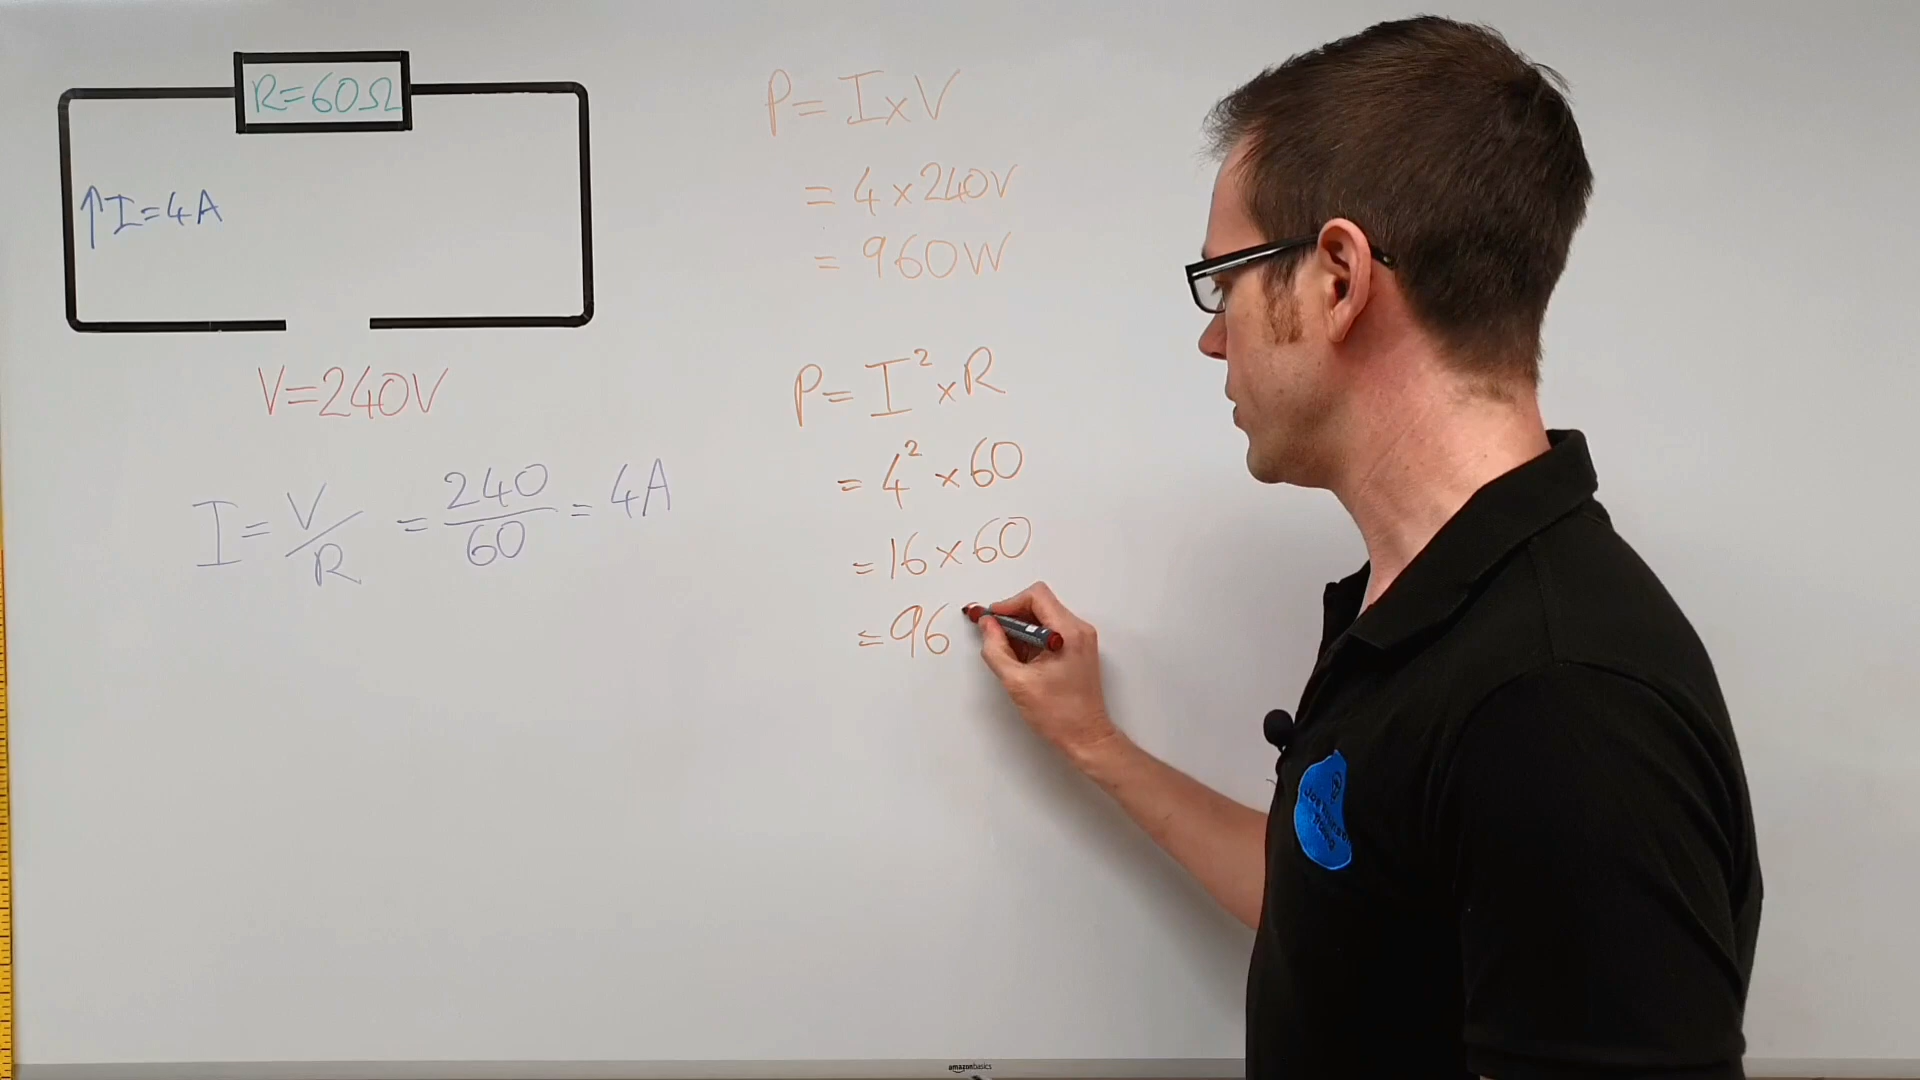 R=60Ω
↑I=4A
V=240V
I=V/R = 240/60 = 4A
P=I×V
=4×240V
=960W
P=I²×R
=4²×60
=16×60
=96
amazonbasics